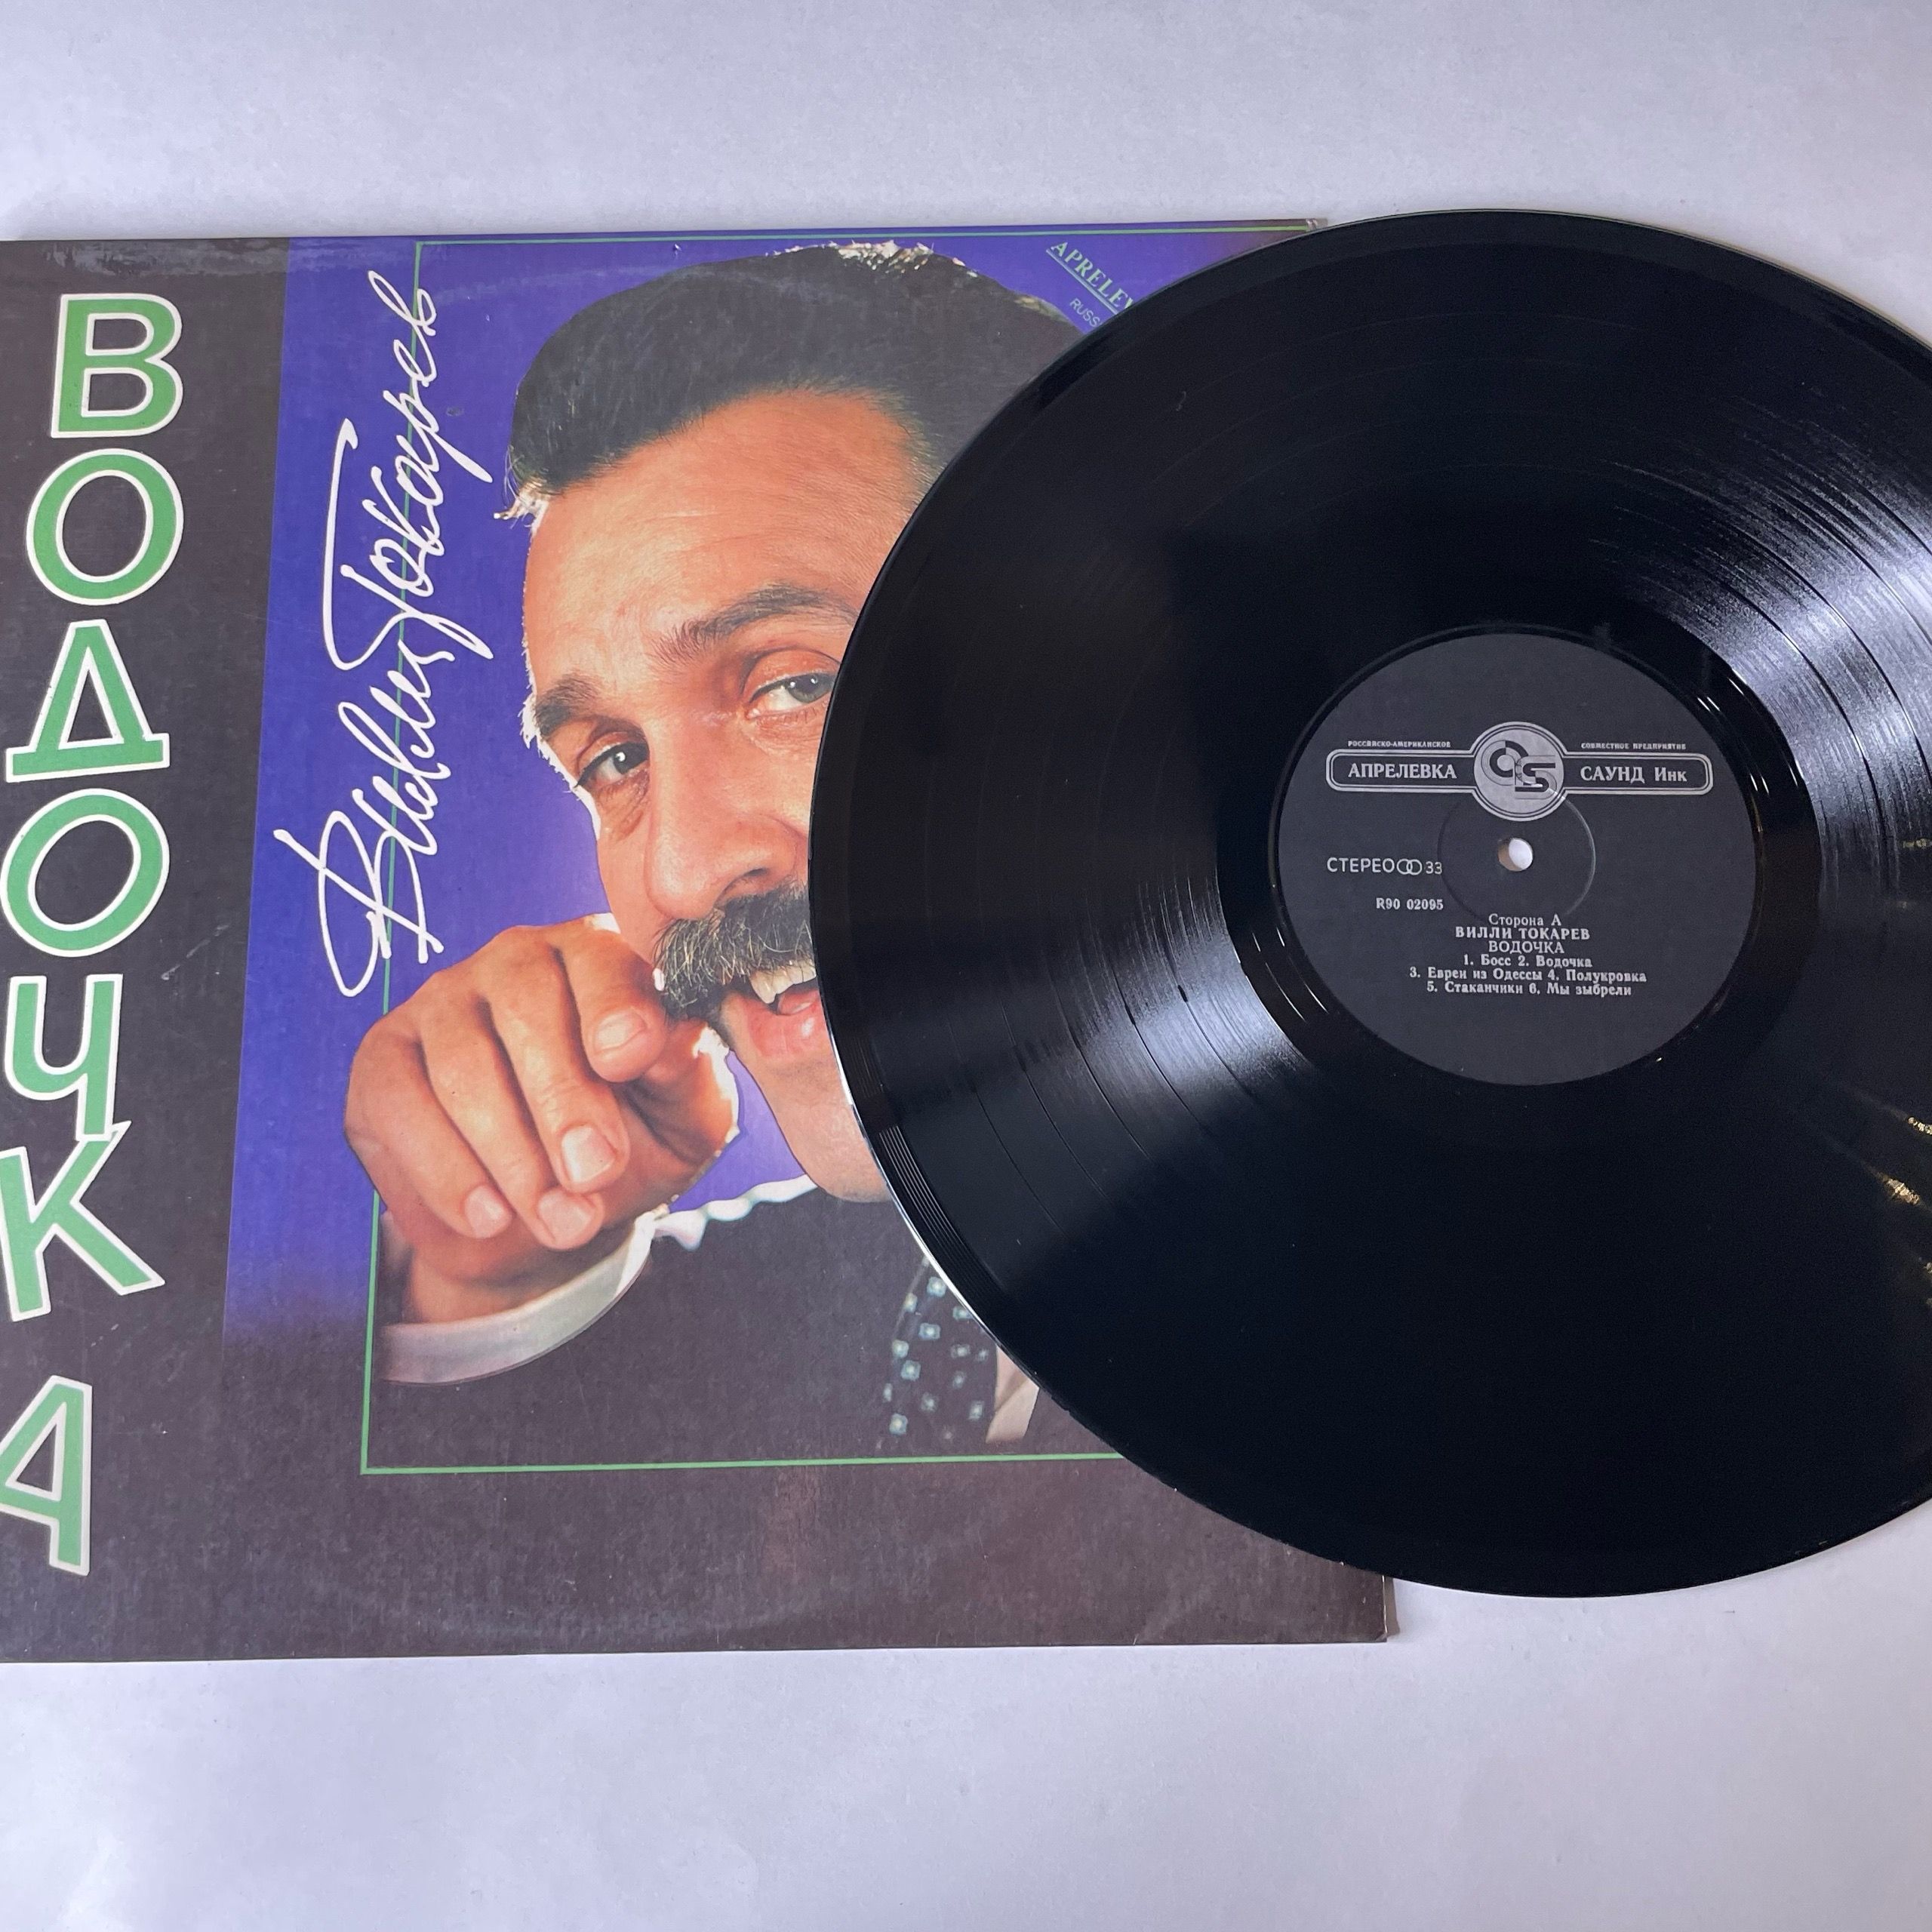 ВОДОЧКА
Вилли Токарев
APRELEV
RUSS
РОССИЙСКО-АМЕРИКАНСКОЕ СОВМЕСТНОЕ ПРЕДПРИЯТИЕ
АПРЕЛЕВКА САУНД Инк
СТЕРЕО 33
R90 02095
Сторона А
ВИЛЛИ ТОКАРЕВ
ВОДОЧКА
1. Босс 2. Водочка
3. Евреи из Одессы 4. Полукровка
5. Стаканчики 6. Мы зыбрели